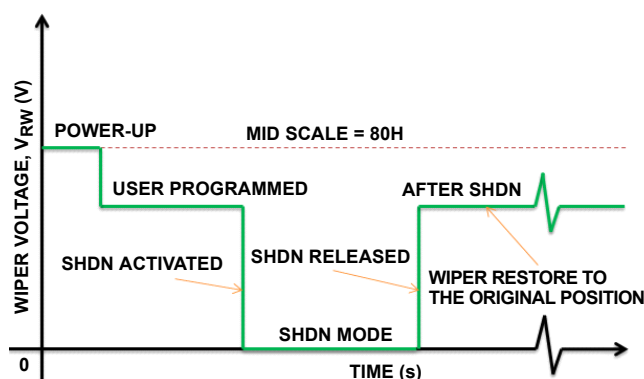 WIPER VOLTAGE, VRW (V)
POWER-UP
MID SCALE = 80H
USER PROGRAMMED
AFTER SHDN
SHDN ACTIVATED
SHDN RELEASED
WIPER RESTORE TO
THE ORIGINAL POSITION
SHDN MODE
0
TIME (s)